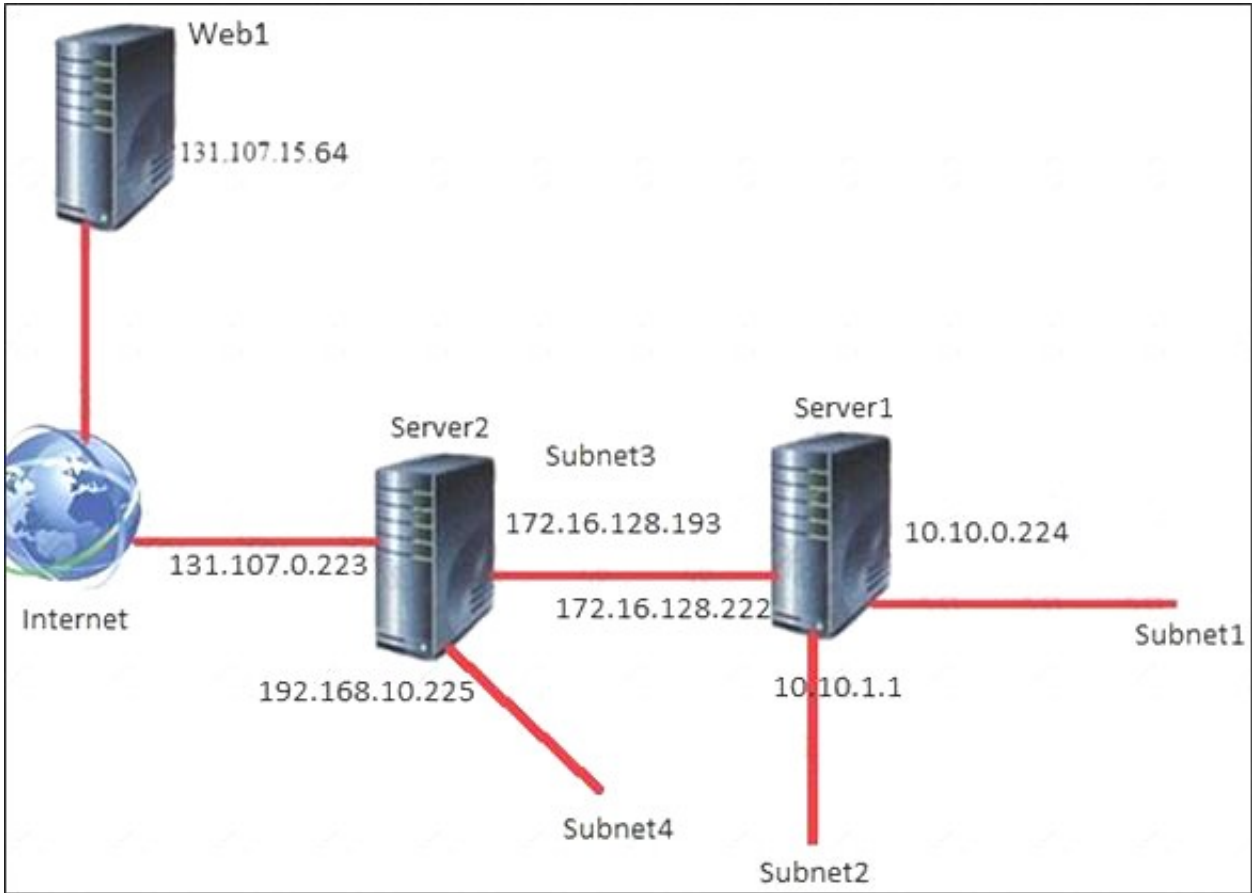 Web1
131.107.15.64
Server1
Server2
Subnet3
172.16.128.193
10.10.0.224
131.107.0.223
172.16.128.222
Internet
Subnet1
192.168.10.225
10.10.1.1
Subnet4
Subnet2